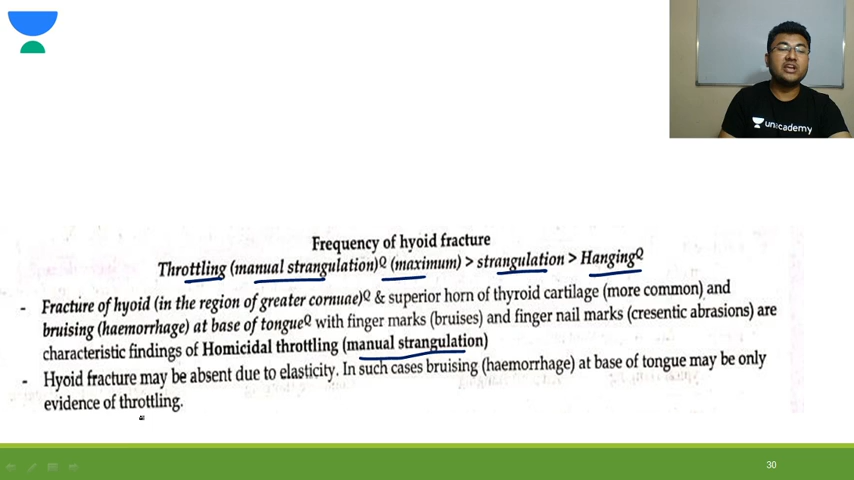 unacademy
Frequency of hyoid fracture
Throttling (manual strangulation)Q (maximum) > strangulation > HangingQ
- Fracture of hyoid (in the region of greater cornuae)Q & superior horn of thyroid cartilage (more common) and
bruising (haemorrhage) at base of tongueQ with finger marks (bruises) and finger nail marks (cresentic abrasions) are
characteristic findings of Homicidal throttling (manual strangulation)
- Hyoid fracture may be absent due to elasticity. In such cases bruising (haemorrhage) at base of tongue may be only
evidence of throttling.
30